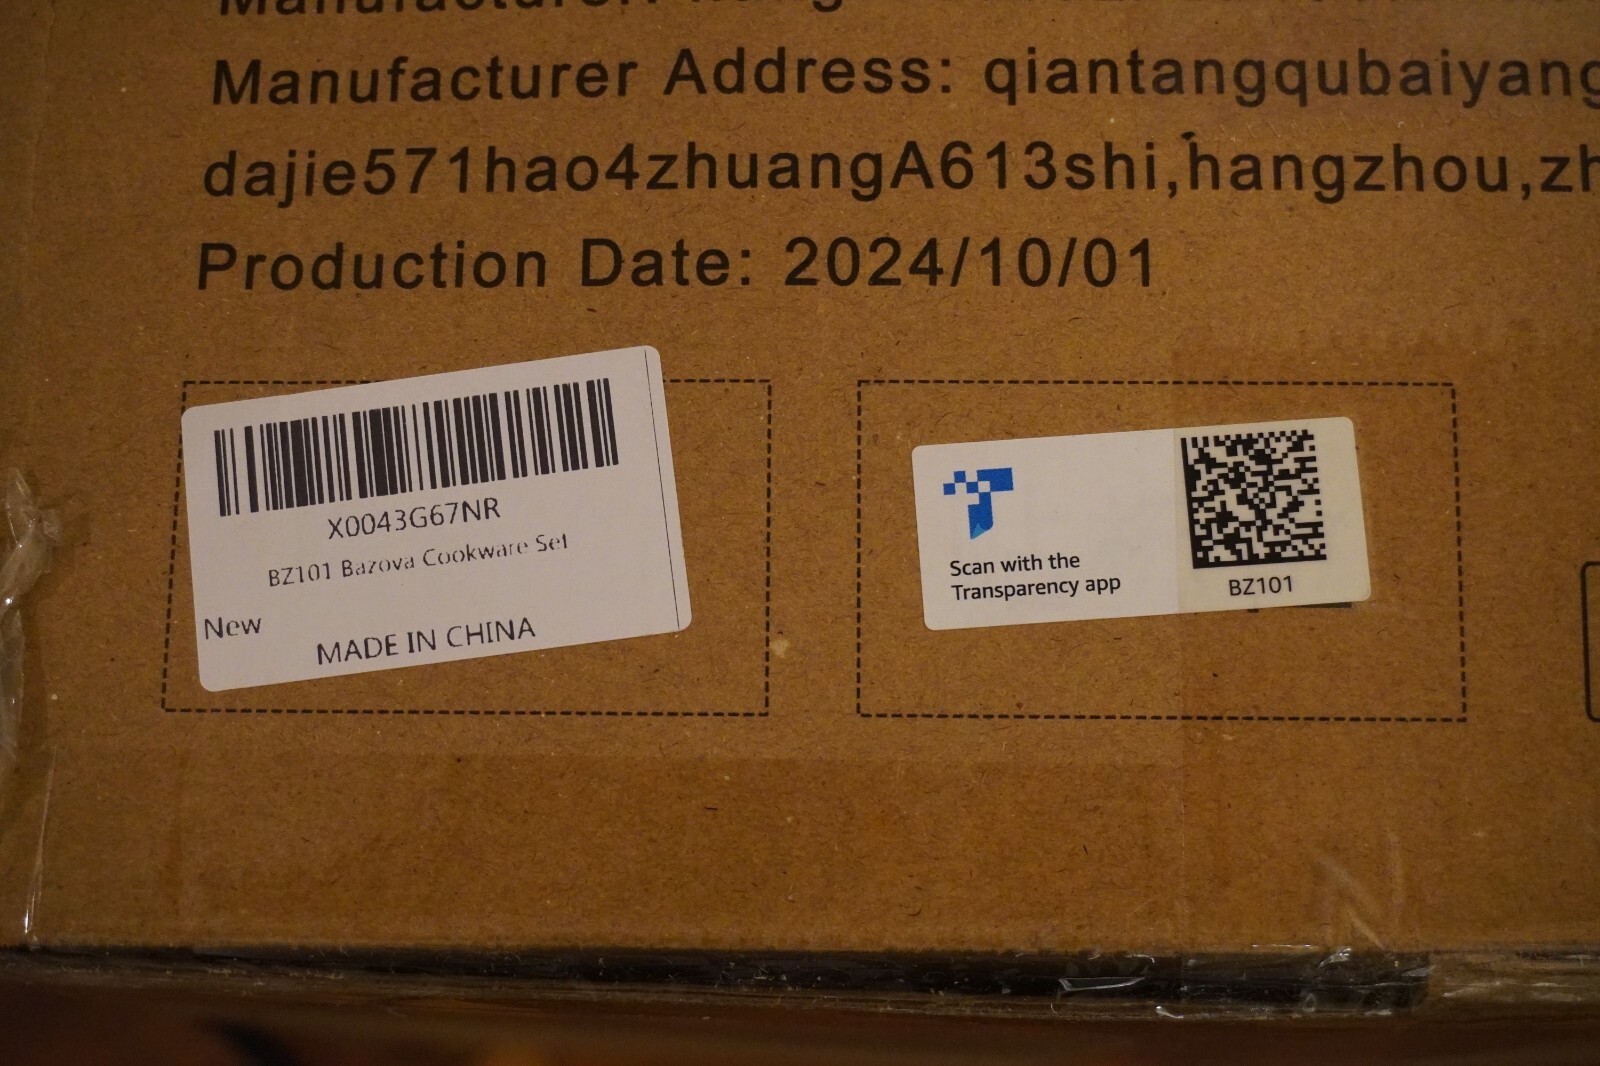 Manufacturer:
Manufacturer Address: qiantangqubaiyang
dajie571hao4zhuangA613shi,hangzhou,zh
Production Date: 2024/10/01
X0043G67NR
BZ101 Bazova Cookware Set
New
MADE IN CHINA
Scan with the
Transparency app
BZ101